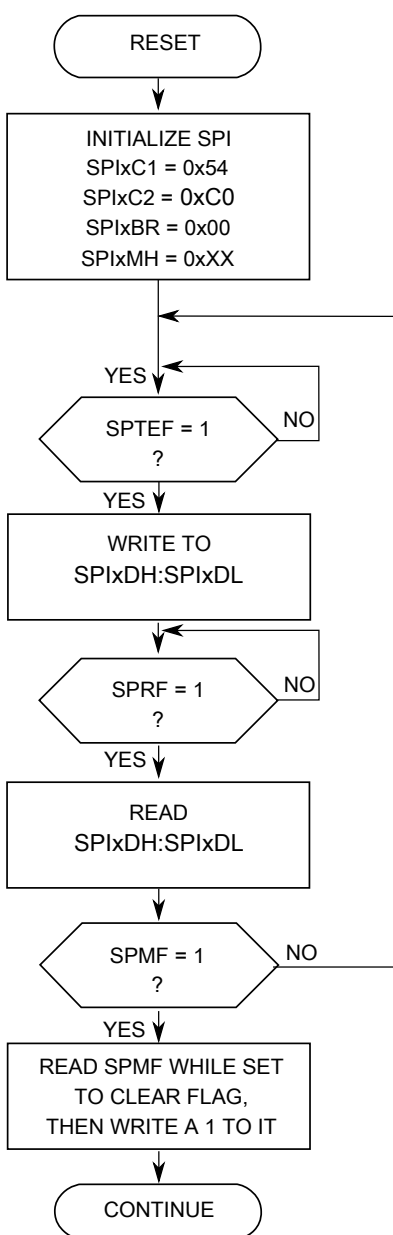 RESET
INITIALIZE SPI
SPIxC1 = 0x54
SPIxC2 = 0xC0
SPIxBR = 0x00
SPIxMH = 0xXX
YES
SPTEF = 1
?
NO
YES
WRITE TO
SPIxDH:SPIxDL
SPRF = 1
?
NO
YES
READ
SPIxDH:SPIxDL
SPMF = 1
?
NO
YES
READ SPMF WHILE SET
TO CLEAR FLAG,
THEN WRITE A 1 TO IT
CONTINUE